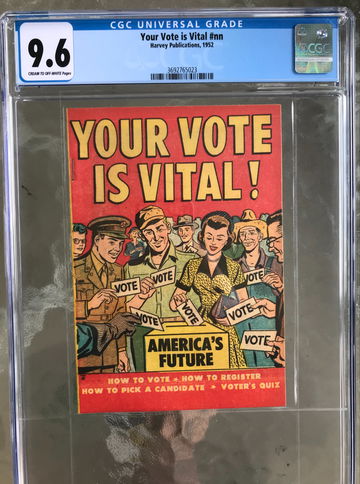 CGC UNIVERSAL GRADE
9.6
CREAM TO OFF-WHITE Pages
Your Vote is Vital #nn
Harvey Publications, 1952
3692765023
CGC
YOUR VOTE
IS VITAL!
VOTE
VOTE
VOTE
VOTE
VOTE
VOTE
VOTE
VOTE
AMERICA'S
FUTURE
HOW TO VOTE • HOW TO REGISTER
HOW TO PICK A CANDIDATE • VOTER'S QUIZ